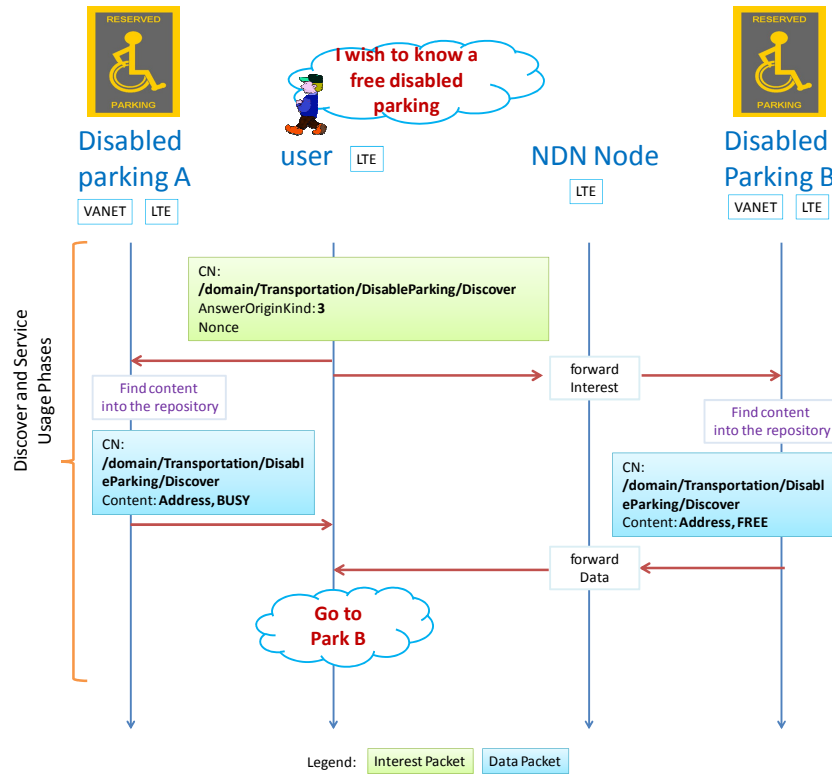 RESERVED
PARKING
I wish to know a
free disabled
parking
RESERVED
PARKING
Disabled
parking A
VANET
LTE
user
LTE
NDN Node
LTE
Disabled
Parking B
VANET
LTE
Discover and Service
Usage Phases
CN:
/domain/Transportation/DisableParking/Discover
AnswerOriginKind: 3
Nonce
forward
Interest
Find content
into the repository
Find content
into the repository
CN:
/domain/Transportation/Disabl
eParking/Discover
Content: Address, BUSY
CN:
/domain/Transportation/Disabl
eParking/Discover
Content: Address, FREE
forward
Data
Go to
Park B
Legend:
Interest Packet
Data Packet